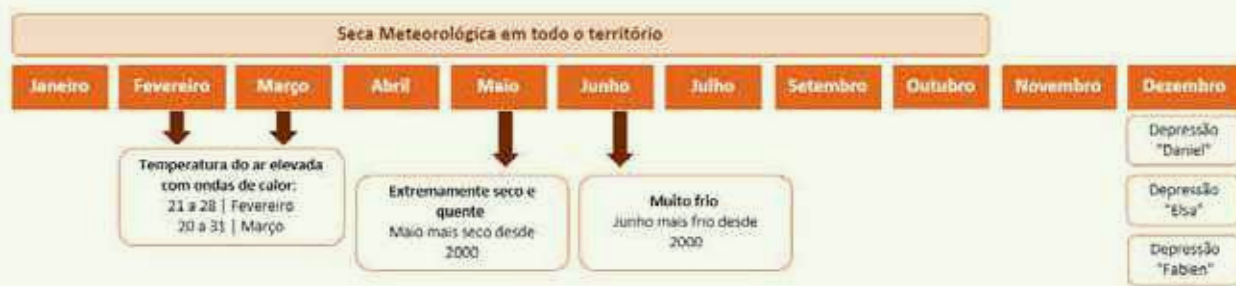 Seca Meteorológica em todo o território
Janeiro
Fevereiro
Março
Abril
Maio
Junho
Julho
Setembro
Outubro
Novembro
Dezembro
Temperatura do ar elevada
com ondas de calor:
21 a 28 | Fevereiro
20 a 31 | Março
Extremamente seco e
quente
Maio mais seco desde
2000
Muito frio
Junho mais frio desde
2000
Depressão
"Daniel"
Depressão
"Elsa"
Depressão
"Fabien"